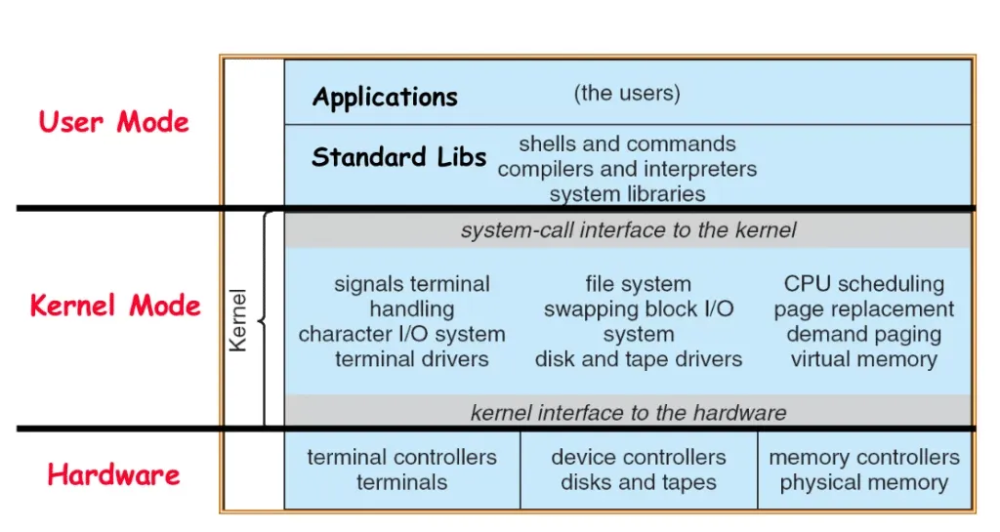 User Mode
Applications
(the users)
Standard Libs
shells and commands
compilers and interpreters
system libraries
Kernel Mode
Kernel
system-call interface to the kernel
signals terminal
handling
character I/O system
terminal drivers
file system
swapping block I/O
system
disk and tape drivers
CPU scheduling
page replacement
demand paging
virtual memory
kernel interface to the hardware
Hardware
terminal controllers
terminals
device controllers
disks and tapes
memory controllers
physical memory